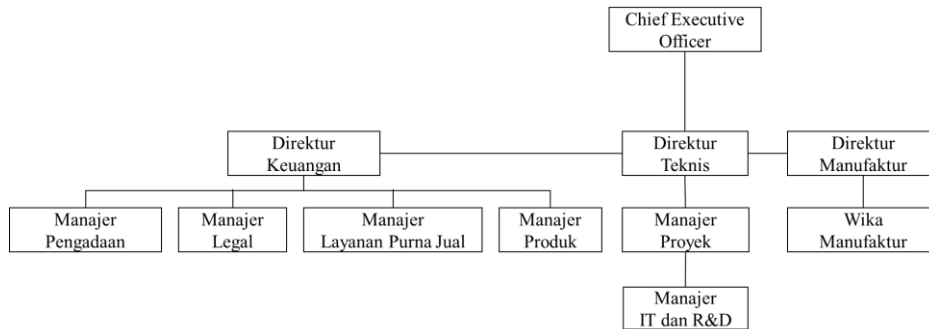 Chief Executive
Officer
Direktur
Keuangan
Direktur
Teknis
Direktur
Manufaktur
Manajer
Pengadaan
Manajer
Legal
Manajer
Layanan Purna Jual
Manajer
Produk
Manajer
Proyek
Wika
Manufaktur
Manajer
IT dan R&D